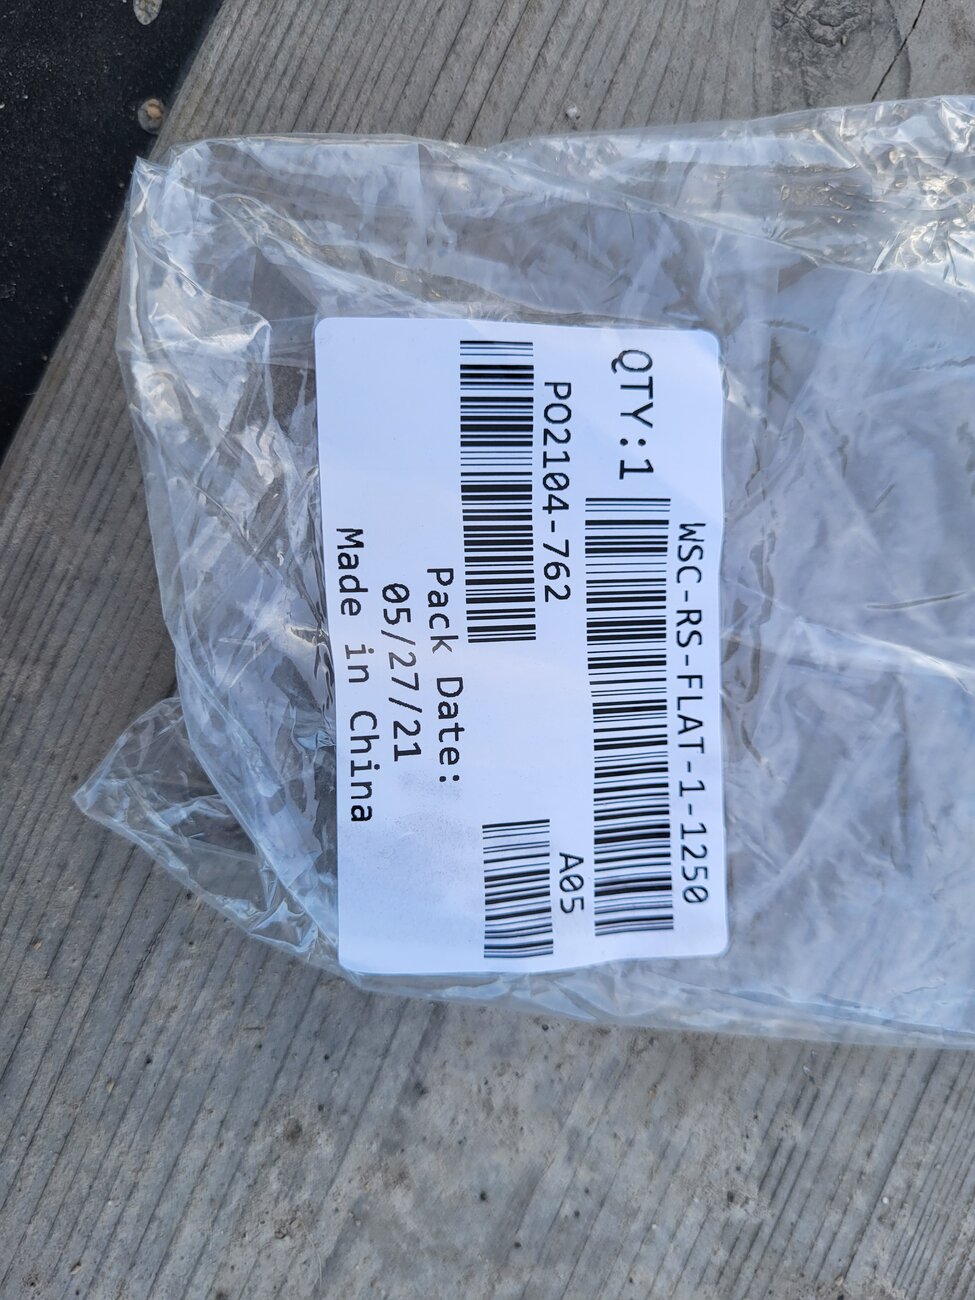 WSC-RS-FLAT-1-1250
QTY:1
PO2104-762
A05
Pack Date:
05/27/21
Made in China